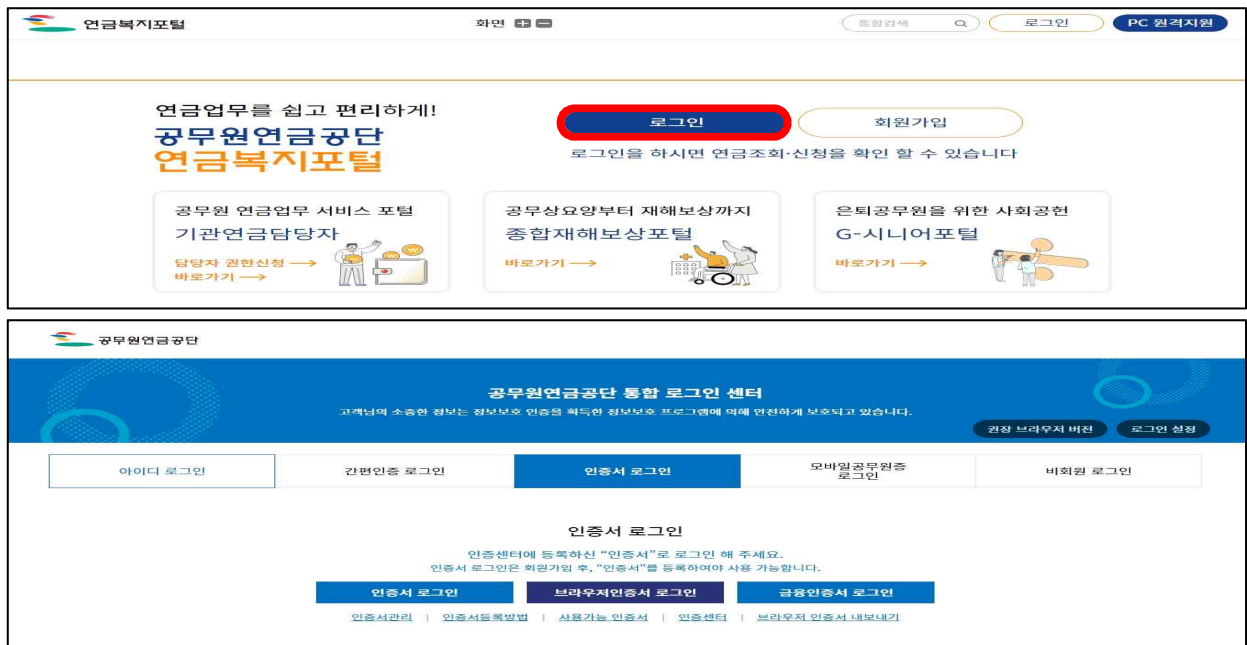 연금복지포털
화면
통합검색
로그인
PC 원격지원
연금업무를 쉽고 편리하게!
공무원연금공단
연금복지포털
로그인
회원가입
로그인을 하시면 연금조회·신청을 확인 할 수 있습니다
공무원 연금업무 서비스 포털
기관연금담당자
담당자 권한신청
바로가기
공무상요양부터 재해보상까지
종합재해보상포털
바로가기
은퇴공무원을 위한 사회공헌
G-시니어포털
바로가기
공무원연금공단
공무원연금공단 통합 로그인 센터
고객님의 소중한 정보는 정보보호 인증을 획득한 정보보호 프로그램에 의해 안전하게 보호되고 있습니다.
권장 브라우저 버전
로그인 설정
아이디 로그인
간편인증 로그인
인증서 로그인
모바일공무원증
로그인
비회원 로그인
인증서 로그인
인증센터에 등록하신 "인증서"로 로그인 해 주세요.
인증서 로그인은 회원가입 후, "인증서"를 등록하여야 사용 가능합니다.
인증서 로그인
브라우저인증서 로그인
금융인증서 로그인
인증서관리 | 인증서등록방법 | 사용가능 인증서 | 인증센터 | 브라우저 인증서 내보내기